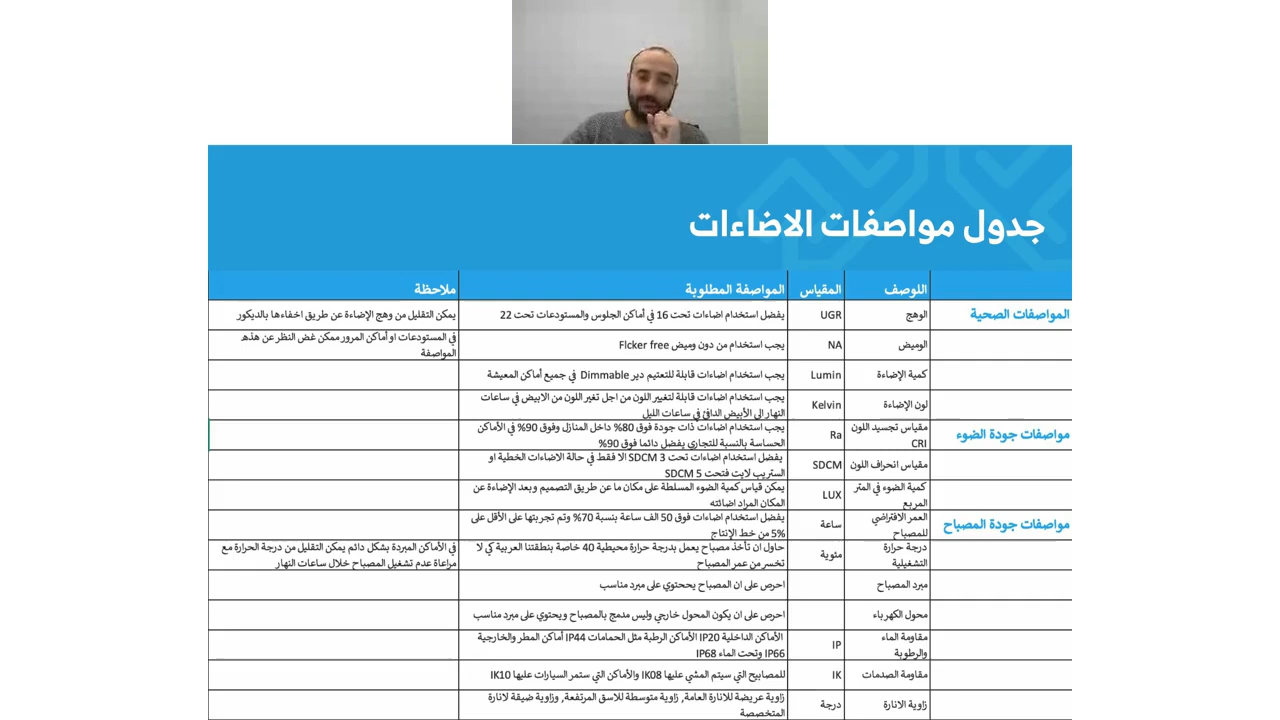 جدول مواصفات الاضاءات
اللوصف المقياس المواصفة المطلوبة ملاحظة
المواصفات الصحية الوهج UGR يفضل استخدام اضاءات تحت 16 في أماكن الجلوس والمستودعات تحت 22 يمكن التقليل من وهج الإضاءة عن طريق اخفاءها بالديكور
الوميض NA يجب استخدام من دون وميض Flcker free في المستودعات او أماكن المرور ممكن غض النظر عن هذه
المواصفة
كمية الإضاءة Lumin يجب استخدام اضاءات قابلة للتعتيم دير Dimmable في جميع أماكن المعيشة
لون الإضاءة Kelvin يجب استخدام اضاءات قابلة لتغيير اللون من اجل تغير اللون من الابيض في ساعات
النهار الى الأبيض الدافئ في ساعات الليل
مواصفات جودة الضوء مقياس تجسيد اللون Ra يجب استخدام اضاءات ذات جودة فوق 80% داخل المنازل وفوق 90% في الأماكن
CRI الحساسة بالنسبة للتجاري يفضل دائما فوق 90%
مقياس انحراف اللون SDCM يفضل استخدام اضاءات تحت 3 SDCM الا فقط في حالة الاضاءات الخطية او
الستريب لايت فتحت 5 SDCM
كمية الضوء في المتر LUX يمكن قياس كمية الضوء المسلطة على مكان ما عن طريق التصميم وبعد الإضاءة عن
المربع المكان المراد اضائته
مواصفات جودة المصباح العمر الافتراضي ساعة يفضل استخدام اضاءات فوق 50 الف ساعة بنسبة 70% وتم تجربتها على الأقل على
للمصباح 5% من خط الإنتاج
درجة حرارة مئوية حاول ان تأخذ مصباح يعمل بدرجة حرارة محيطية 40 خاصة بنطقتنا العربية كي لا في الأماكن المبردة بشكل دائم يمكن التقليل من درجة الحرارة مع
التشغيلية تخسر من عمر المصباح مراعاة عدم تشغيل المصباح خلال ساعات النهار
مبرد المصباح احرص على ان المصباح يححتوي على مبرد مناسب
محول الكهرباء احرص على ان يكون المحول خارجي وليس مدمج بالمصباح ويحتوي على مبرد مناسب
مقاومة الماء IP الأماكن الداخلية IP20 الأماكن الرطبة مثل الحمامات IP44 أماكن المطر والخارجية
والرطوبة IP66 وتحت الماء IP68
مقاومة الصدمات IK للمصابيح التي سيتم المشي عليها IK08 والأماكن التي ستمر السيارات عليها IK10
زاوية الانارة درجة زاوية عريضة للانارة العامة, زاوية متوسطة للاسق المرتفعة, وزاوية ضيقة لانارة
المتخصصة